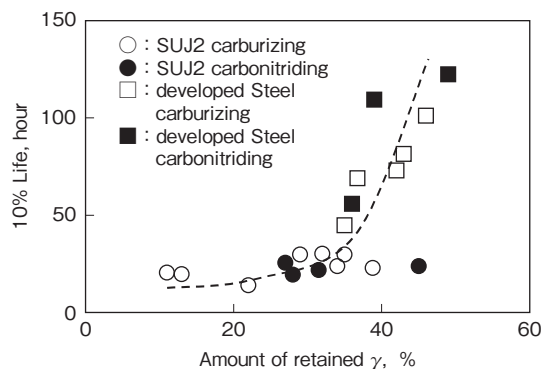 150
100
50
0
0
20
40
60
10% Life, hour
Amount of retained γ, %
: SUJ2 carburizing
: SUJ2 carbonitriding
: developed Steel
carburizing
: developed Steel
carbonitriding